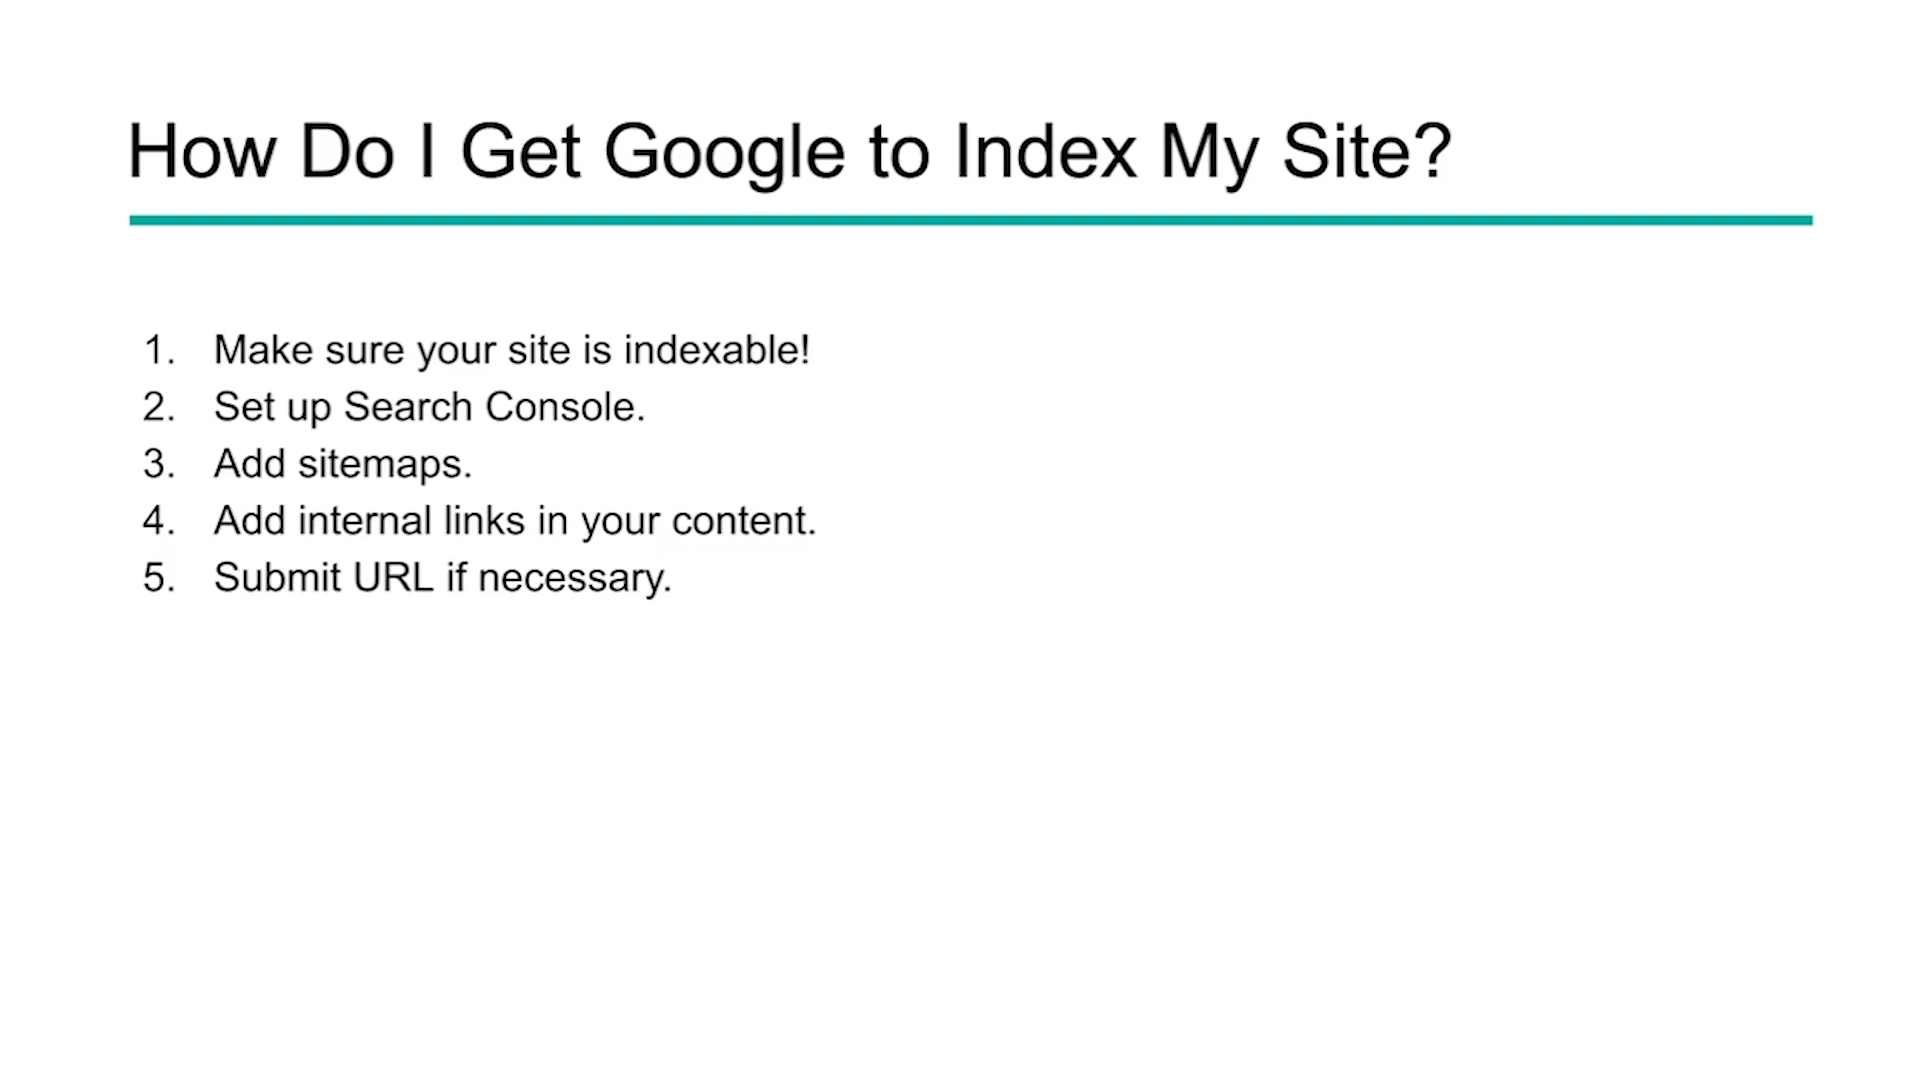 How Do I Get Google to Index My Site?
1. Make sure your site is indexable!
2. Set up Search Console.
3. Add sitemaps.
4. Add internal links in your content.
5. Submit URL if necessary.